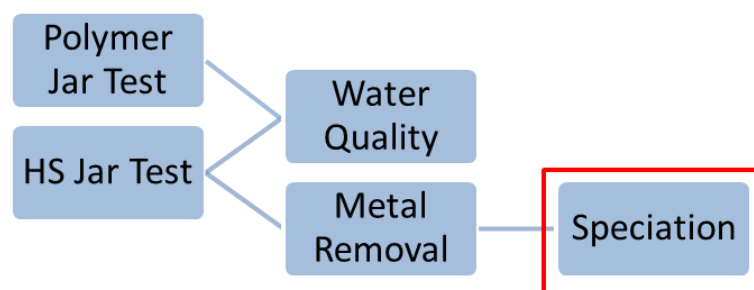 Polymer
Jar Test
HS Jar Test
Water
Quality
Metal
Removal
Speciation